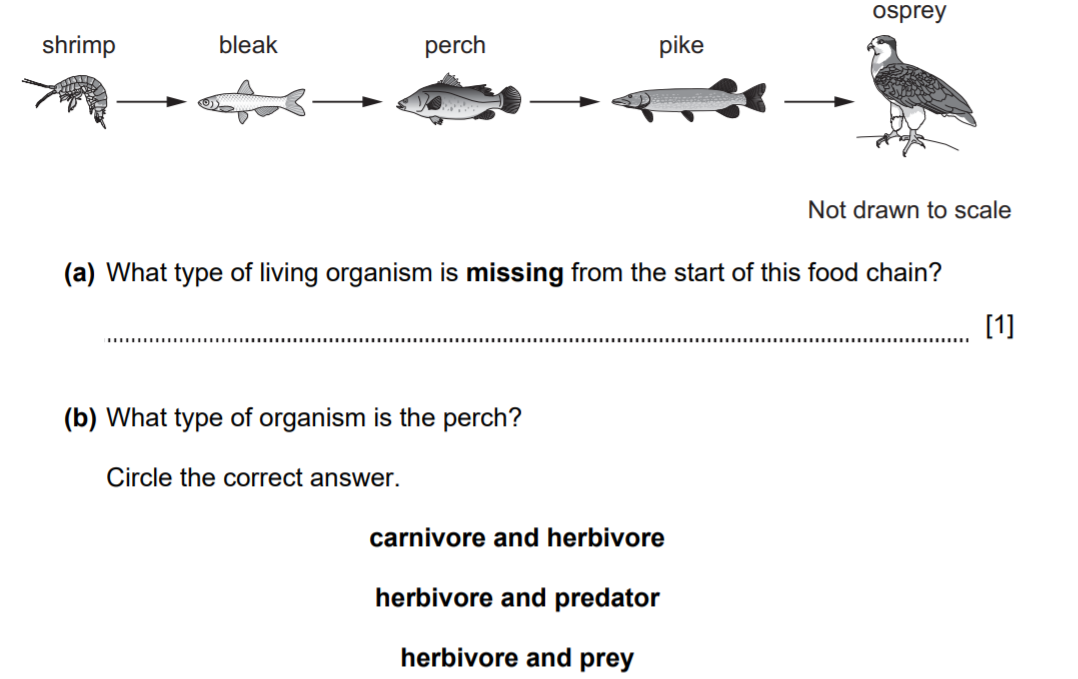 osprey
shrimp bleak perch pike
Not drawn to scale
(a) What type of living organism is missing from the start of this food chain?
[1]
(b) What type of organism is the perch?
Circle the correct answer.
carnivore and herbivore
herbivore and predator
herbivore and prey